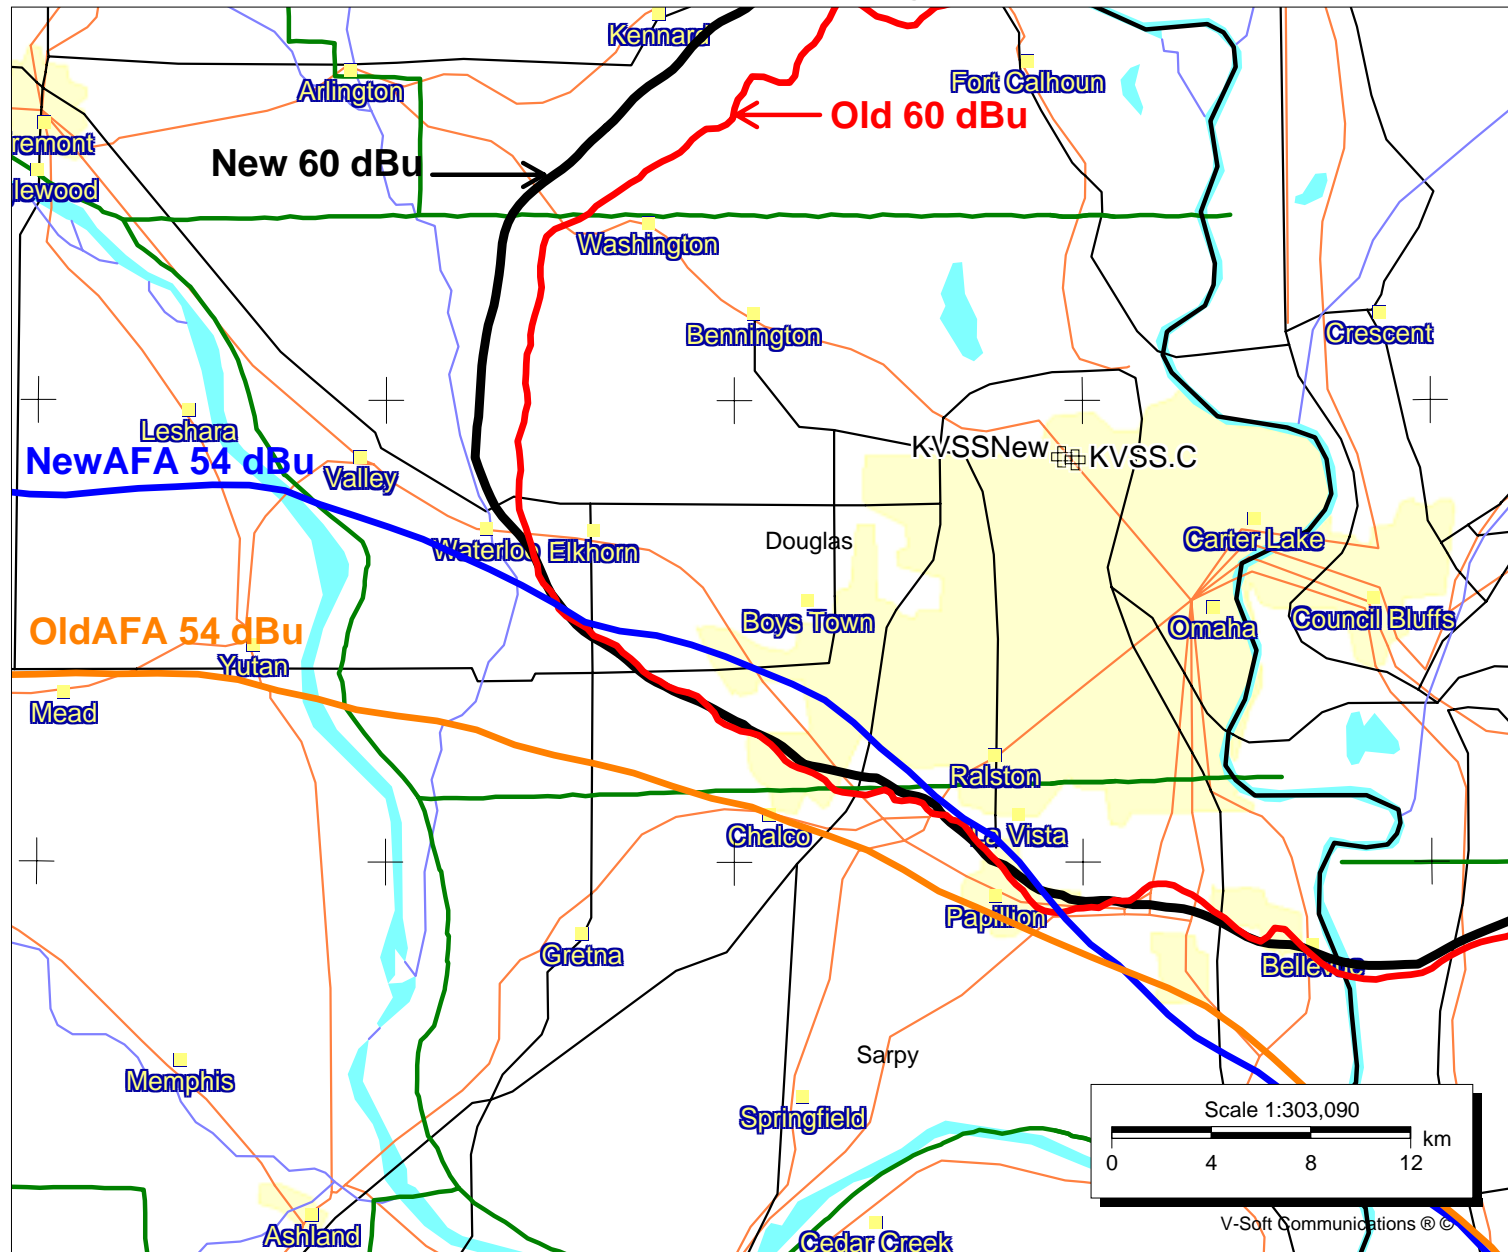 Kennard
Arlington
Fort Calhoun
Old 60 dBu
remont
New 60 dBu
lewood
Washington
Bennington
Crescent
Leshara
KVSSNew
KVSS.C
NewAFA 54 dBu
Valley
Waterloo
Elkhorn
Douglas
Carter Lake
Boys Town
Omaha
Council Bluffs
OldAFA 54 dBu
Yutan
Mead
Ralston
Chalco
La Vista
Papillion
Gretna
Bellevue
Sarpy
Memphis
Springfield
Scale 1:303,090
km
0 4 8 12
V-Soft Communications ® ©
Ashland
Cedar Creek